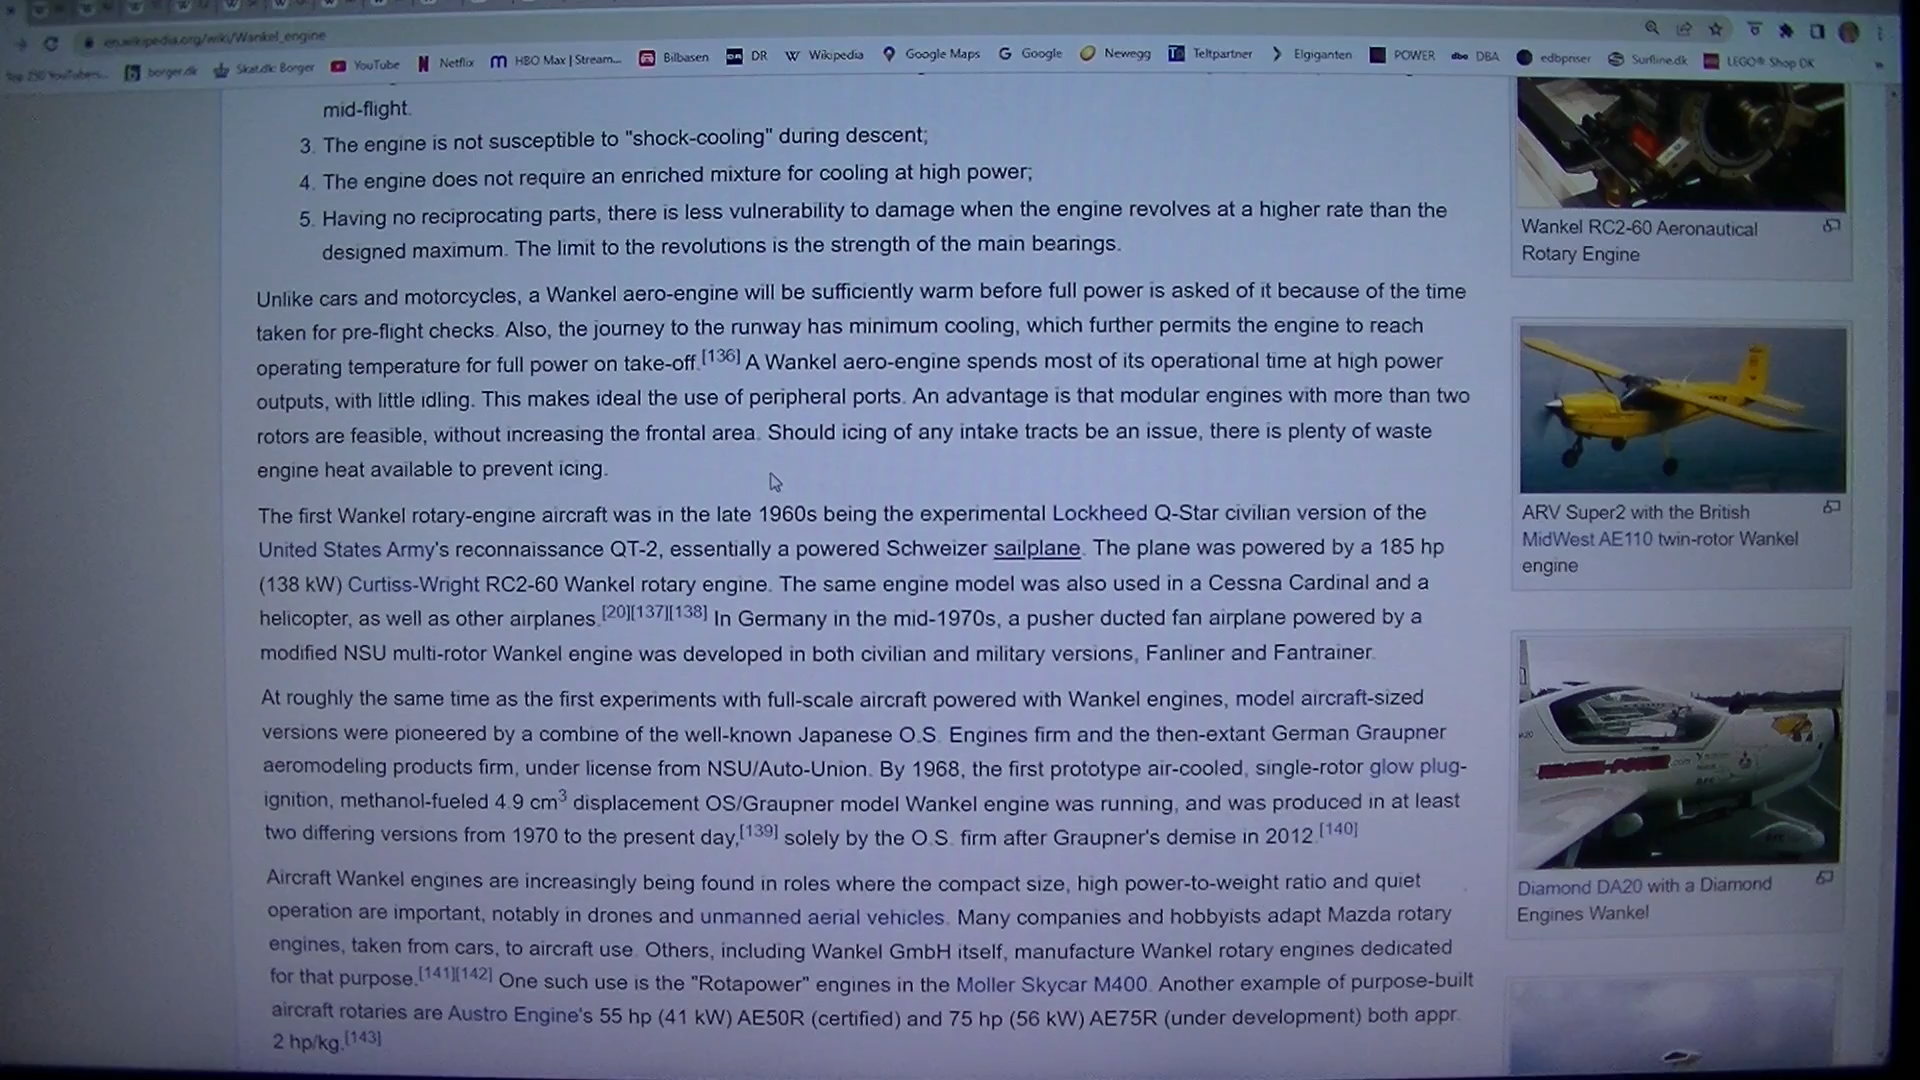 en.wikipedia.org/wiki/Wankel_engine
borger.dk Skat.dk: Borger YouTube Netflix HBO Max | Stream... Bilbasen DR Wikipedia Google Maps Google Newegg Teltpartner Elgiganten POWER DBA edbpriser Surfline.dk LEGO® Shop DK
mid-flight.
3. The engine is not susceptible to "shock-cooling" during descent;
4. The engine does not require an enriched mixture for cooling at high power;
5. Having no reciprocating parts, there is less vulnerability to damage when the engine revolves at a higher rate than the
designed maximum. The limit to the revolutions is the strength of the main bearings.
Unlike cars and motorcycles, a Wankel aero-engine will be sufficiently warm before full power is asked of it because of the time
taken for pre-flight checks. Also, the journey to the runway has minimum cooling, which further permits the engine to reach
operating temperature for full power on take-off.[136] A Wankel aero-engine spends most of its operational time at high power
outputs, with little idling. This makes ideal the use of peripheral ports. An advantage is that modular engines with more than two
rotors are feasible, without increasing the frontal area. Should icing of any intake tracts be an issue, there is plenty of waste
engine heat available to prevent icing.
The first Wankel rotary-engine aircraft was in the late 1960s being the experimental Lockheed Q-Star civilian version of the
United States Army's reconnaissance QT-2, essentially a powered Schweizer sailplane. The plane was powered by a 185 hp
(138 kW) Curtiss-Wright RC2-60 Wankel rotary engine. The same engine model was also used in a Cessna Cardinal and a
helicopter, as well as other airplanes.[20][137][138] In Germany in the mid-1970s, a pusher ducted fan airplane powered by a
modified NSU multi-rotor Wankel engine was developed in both civilian and military versions, Fanliner and Fantrainer.
At roughly the same time as the first experiments with full-scale aircraft powered with Wankel engines, model aircraft-sized
versions were pioneered by a combine of the well-known Japanese O.S. Engines firm and the then-extant German Graupner
aeromodeling products firm, under license from NSU/Auto-Union. By 1968, the first prototype air-cooled, single-rotor glow plug-
ignition, methanol-fueled 4.9 cm³ displacement OS/Graupner model Wankel engine was running, and was produced in at least
two differing versions from 1970 to the present day,[139] solely by the O.S. firm after Graupner's demise in 2012.[140]
Aircraft Wankel engines are increasingly being found in roles where the compact size, high power-to-weight ratio and quiet
operation are important, notably in drones and unmanned aerial vehicles. Many companies and hobbyists adapt Mazda rotary
engines, taken from cars, to aircraft use. Others, including Wankel GmbH itself, manufacture Wankel rotary engines dedicated
for that purpose.[141][142] One such use is the "Rotapower" engines in the Moller Skycar M400. Another example of purpose-built
aircraft rotaries are Austro Engine's 55 hp (41 kW) AE50R (certified) and 75 hp (56 kW) AE75R (under development) both appr.
2 hp/kg.[143]
Wankel RC2-60 Aeronautical
Rotary Engine
ARV Super2 with the British
MidWest AE110 twin-rotor Wankel
engine
Diamond DA20 with a Diamond
Engines Wankel